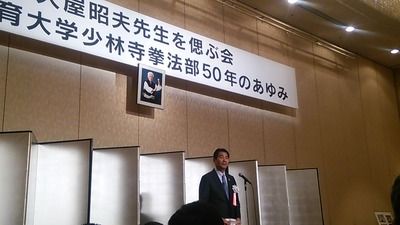 大屋昭夫先生を偲ぶ会
育大学少林寺拳法部50年のあゆみ